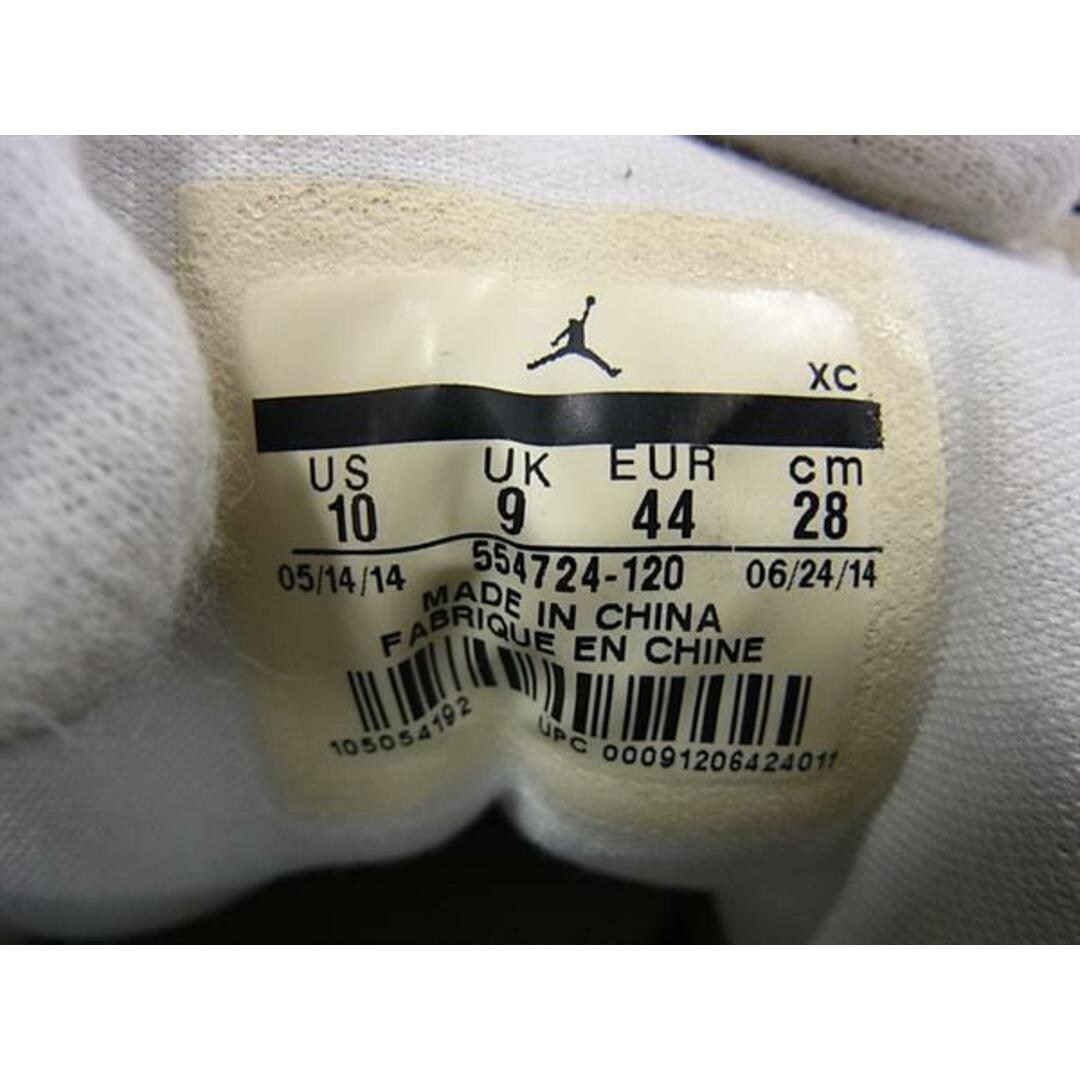 XC
US UK EUR cm
10 9 44 28
05/14/14 554724-120 06/24/14
MADE IN CHINA
FABRIQUE EN CHINE
105054192 UPC 00091206424011